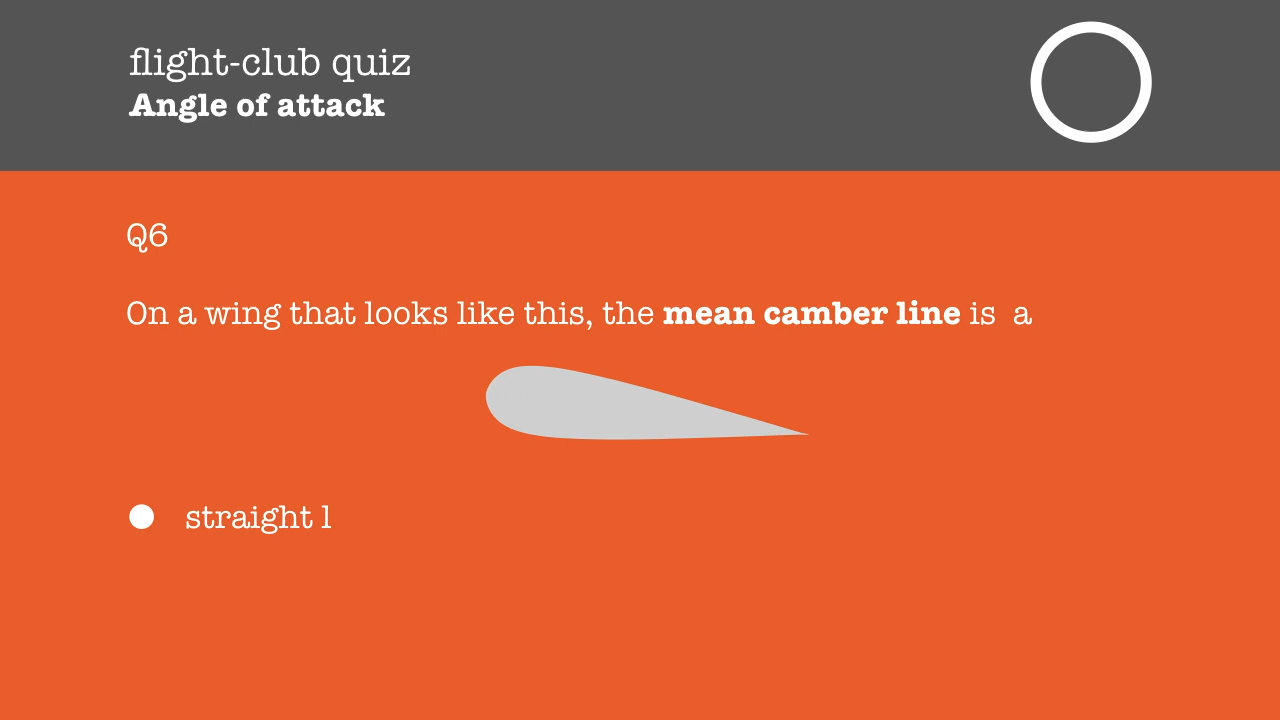 flight-club quiz
Angle of attack
Q6
On a wing that looks like this, the mean camber line is a
straight l